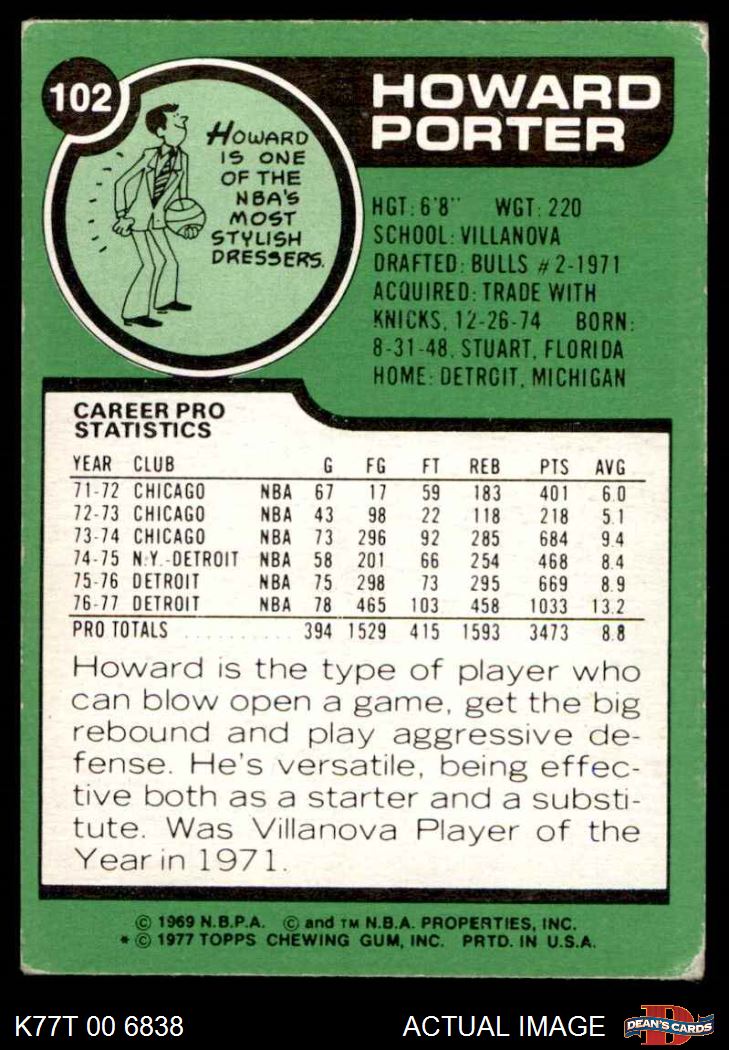 102
HOWARD
PORTER
HOWARD
IS ONE
OF THE
NBA'S
MOST
STYLISH
DRESSERS.
HGT: 6'8" WGT: 220
SCHOOL: VILLANOVA
DRAFTED: BULLS #2-1971
ACQUIRED: TRADE WITH
KNICKS, 12-26-74 BORN:
8-31-48, STUART, FLORIDA
HOME: DETROIT, MICHIGAN
CAREER PRO
STATISTICS
YEAR CLUB G FG FT REB PTS AVG
71-72 CHICAGO NBA 67 17 59 183 401 6.0
72-73 CHICAGO NBA 43 98 22 118 218 5.1
73-74 CHICAGO NBA 73 296 92 285 684 9.4
74-75 N.Y.-DETROIT NBA 58 201 66 254 468 8.4
75-76 DETROIT NBA 75 298 73 295 669 8.9
76-77 DETROIT NBA 78 465 103 458 1033 13.2
PRO TOTALS . . . . . . . . . . . 394 1529 415 1593 3473 8.8
Howard is the type of player who
can blow open a game, get the big
rebound and play aggressive de-
fense. He's versatile, being effec-
tive both as a starter and a substi-
tute. Was Villanova Player of the
Year in 1971.
© 1969 N.B.P.A. © and TM N.B.A. PROPERTIES, INC.
* © 1977 TOPPS CHEWING GUM, INC. PRTD. IN U.S.A.
K77T 00 6838 ACTUAL IMAGE
D
DEAN'S CARDS